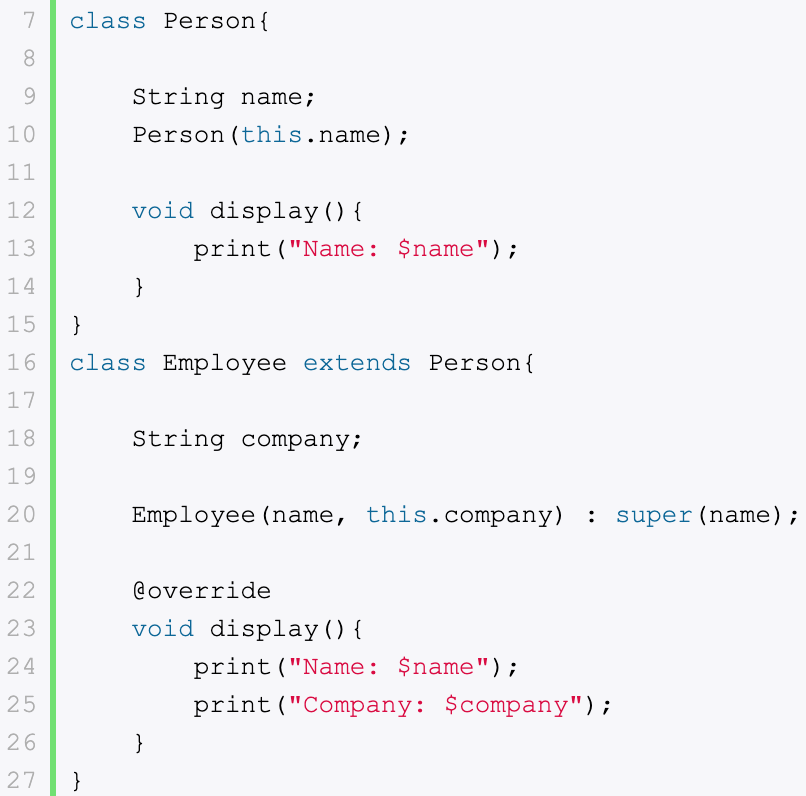 7 class Person{
8
9     String name;
10     Person(this.name);
11
12     void display(){
13         print("Name: $name");
14     }
15 }
16 class Employee extends Person{
17
18     String company;
19
20     Employee(name, this.company) : super(name);
21
22     @override
23     void display(){
24         print("Name: $name");
25         print("Company: $company");
26     }
27 }